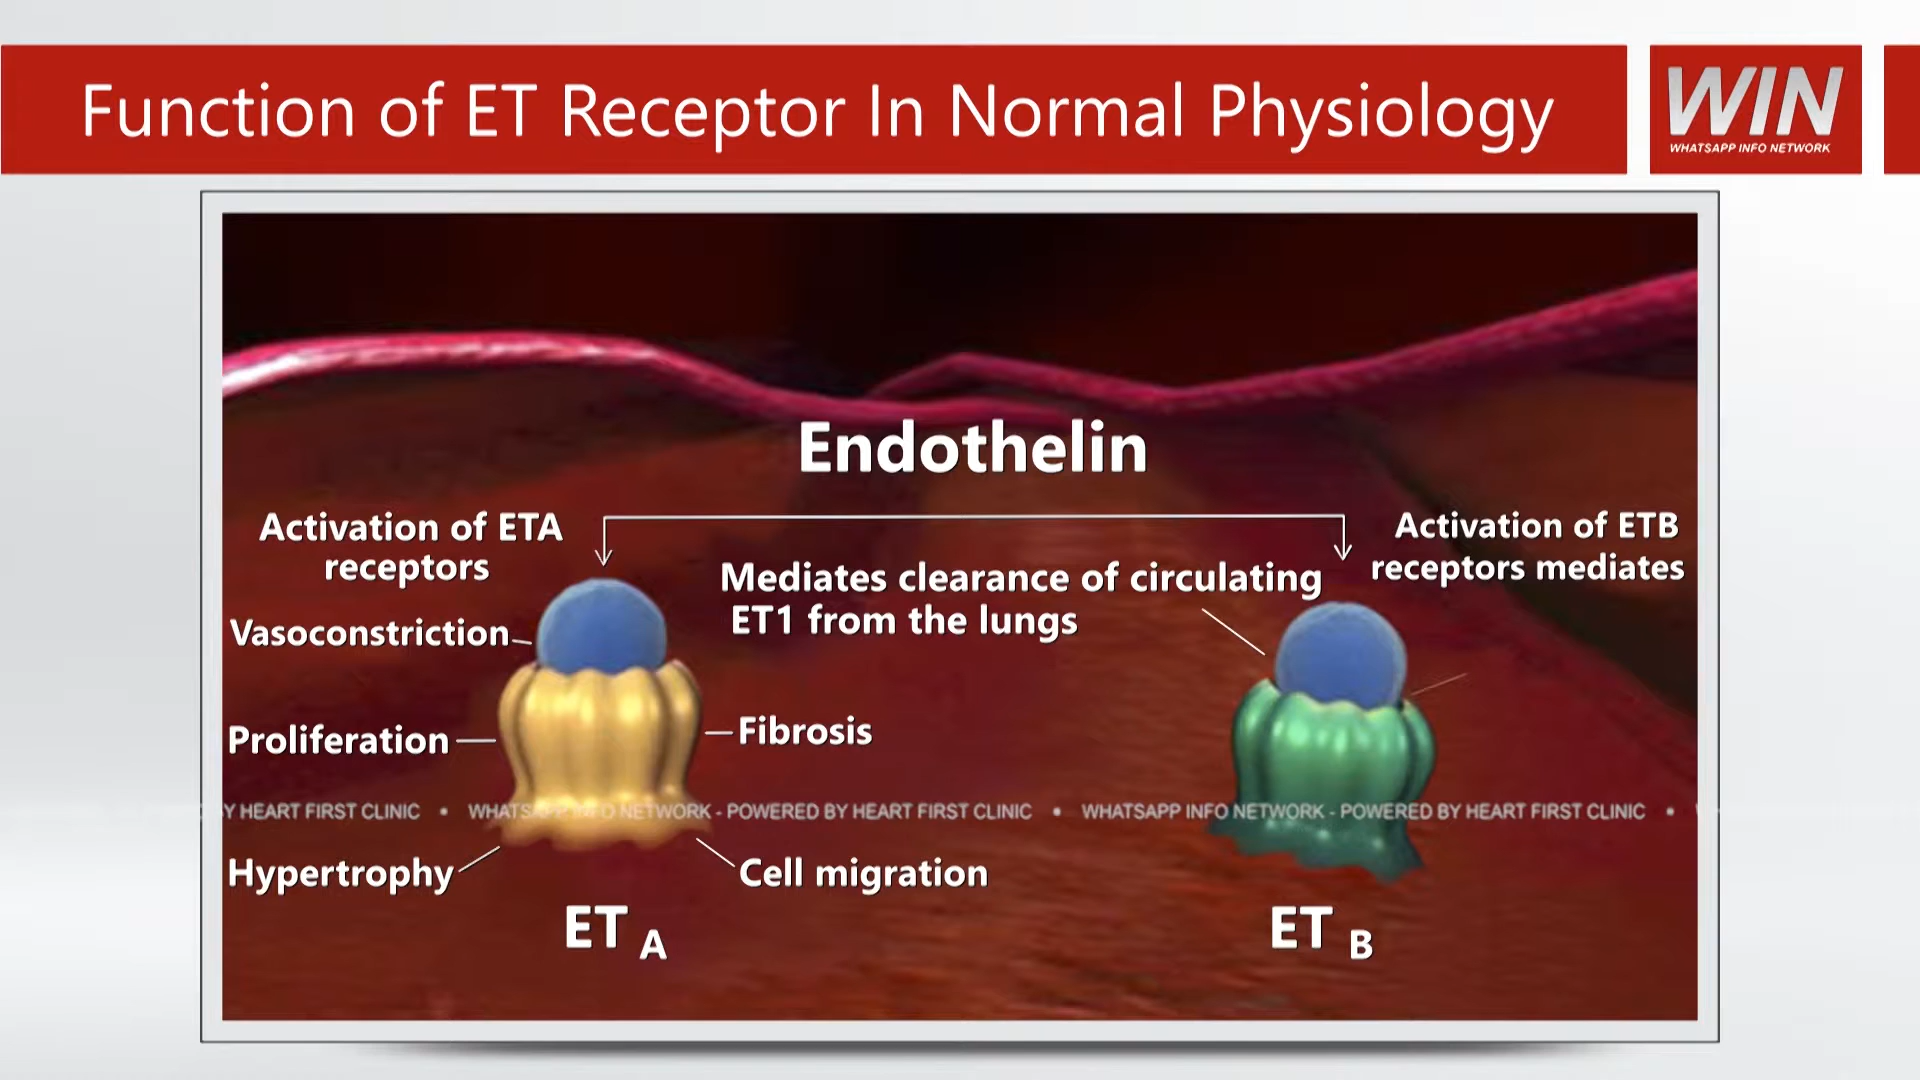 Function of ET Receptor In Normal Physiology
WIN
WHATSAPP INFO NETWORK
Endothelin
Activation of ETA
receptors
Activation of ETB
receptors mediates
Mediates clearance of circulating
ET1 from the lungs
Vasoconstriction
Proliferation
Fibrosis
Y HEART FIRST CLINIC • WHATSAPP INFO NETWORK - POWERED BY HEART FIRST CLINIC • WHATSAPP INFO NETWORK - POWERED BY HEART FIRST CLINIC •
Hypertrophy
Cell migration
ET A
ET B